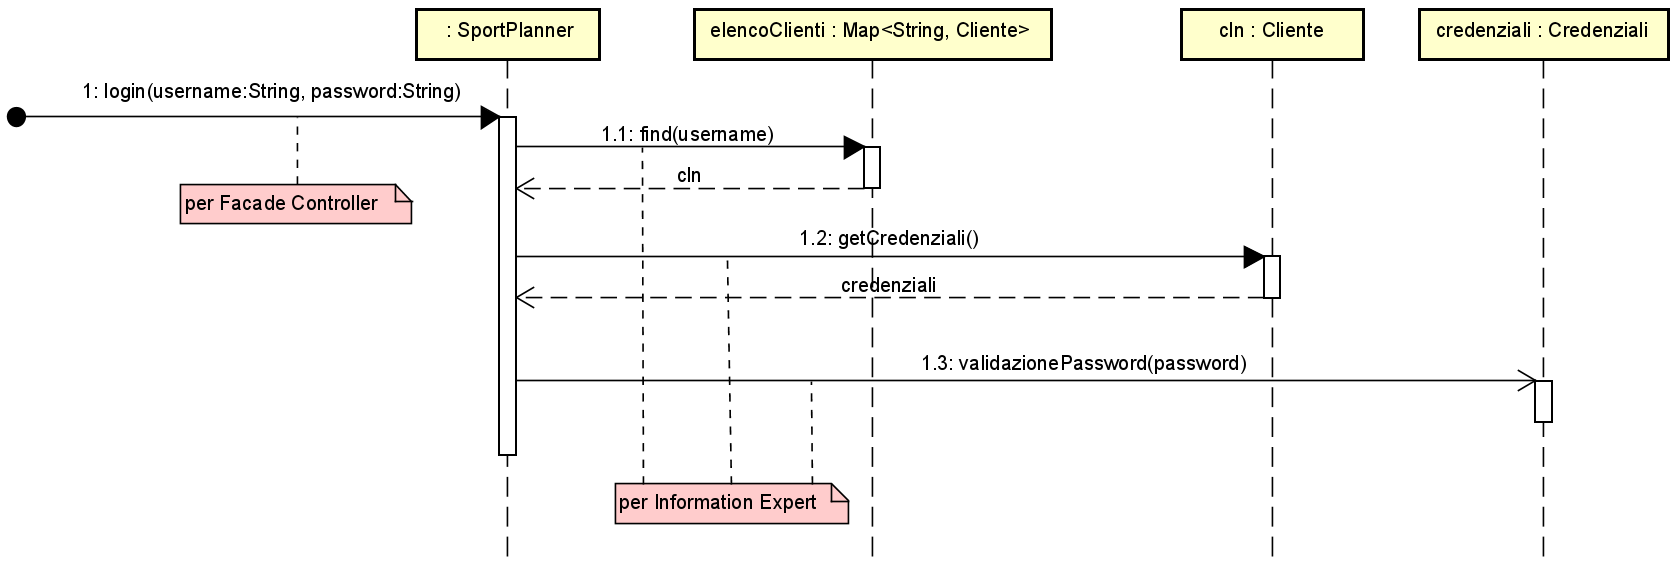 : SportPlanner
elencoClienti : Map<String, Cliente>
cln : Cliente
credenziali : Credenziali
1: login(username:String, password:String)
1.1: find(username)
cln
per Facade Controller
1.2: getCredenziali()
credenziali
1.3: validazionePassword(password)
per Information Expert